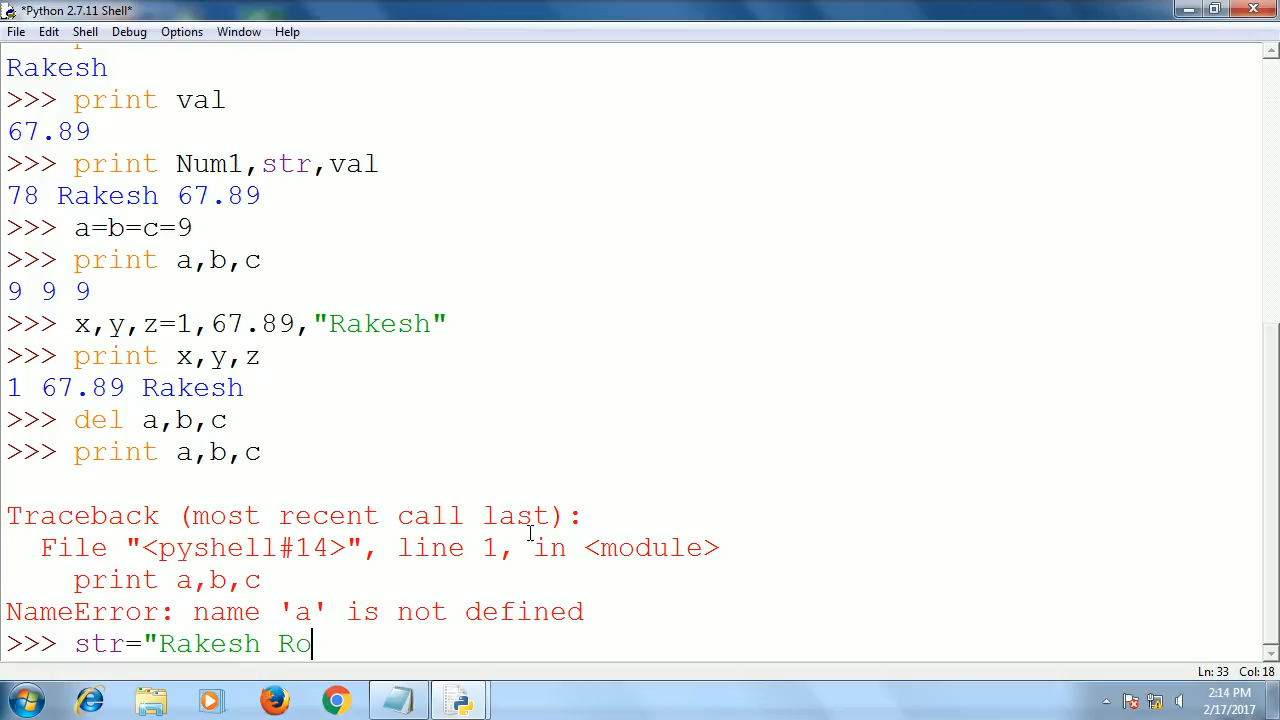 *Python 2.7.11 Shell*
File Edit Shell Debug Options Window Help
Rakesh
>>> print val
67.89
>>> print Num1,str,val
78 Rakesh 67.89
>>> a=b=c=9
>>> print a,b,c
9 9 9
>>> x,y,z=1,67.89,"Rakesh"
>>> print x,y,z
1 67.89 Rakesh
>>> del a,b,c
>>> print a,b,c
Traceback (most recent call last):
File "<pyshell#14>", line 1, in <module>
print a,b,c
NameError: name 'a' is not defined
>>> str="Rakesh Ro
Ln: 33 Col: 18
2:14 PM
2/17/2017